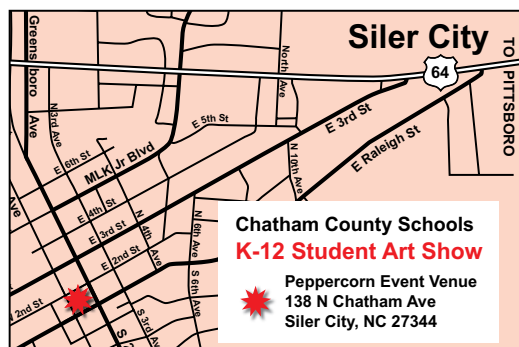 Siler City
64
TO PITTSBORO
Greensboro Ave
N 3rd Ave
North Ave
E 5th St
E 3rd St
E Raleigh St
E 6th St
MLK Jr Blvd
N 10th Ave
E 4th St
E 3rd St
N 4th Ave
N 6th Ave
E 2nd St
S 6th Ave
Ave
N 2nd St
S 3rd Ave
Chatham County Schools
K-12 Student Art Show
Peppercorn Event Venue
138 N Chatham Ave
Siler City, NC 27344